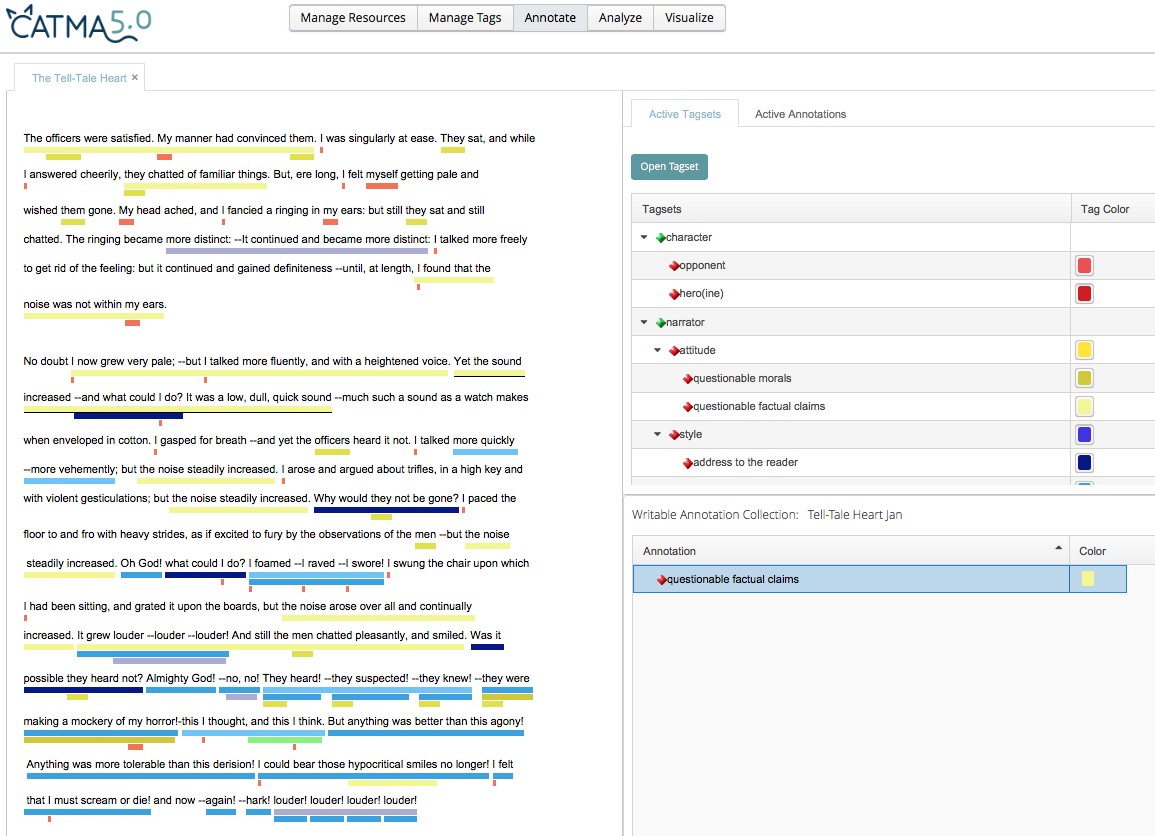 CATMA 5.0
Manage Resources Manage Tags Annotate Analyze Visualize
The Tell-Tale Heart ×
The officers were satisfied. My manner had convinced them. I was singularly at ease. They sat, and while
I answered cheerily, they chatted of familiar things. But, ere long, I felt myself getting pale and
wished them gone. My head ached, and I fancied a ringing in my ears: but still they sat and still
chatted. The ringing became more distinct: --It continued and became more distinct: I talked more freely
to get rid of the feeling: but it continued and gained definiteness --until, at length, I found that the
noise was not within my ears.
No doubt I now grew very pale; --but I talked more fluently, and with a heightened voice. Yet the sound
increased --and what could I do? It was a low, dull, quick sound --much such a sound as a watch makes
when enveloped in cotton. I gasped for breath --and yet the officers heard it not. I talked more quickly
--more vehemently; but the noise steadily increased. I arose and argued about trifles, in a high key and
with violent gesticulations; but the noise steadily increased. Why would they not be gone? I paced the
floor to and fro with heavy strides, as if excited to fury by the observations of the men --but the noise
steadily increased. Oh God! what could I do? I foamed --I raved --I swore! I swung the chair upon which
I had been sitting, and grated it upon the boards, but the noise arose over all and continually
increased. It grew louder --louder --louder! And still the men chatted pleasantly, and smiled. Was it
possible they heard not? Almighty God! --no, no! They heard! --they suspected! --they knew! --they were
making a mockery of my horror!-this I thought, and this I think. But anything was better than this agony!
Anything was more tolerable than this derision! I could bear those hypocritical smiles no longer! I felt
that I must scream or die! and now --again! --hark! louder! louder! louder! louder!
Active Tagsets Active Annotations
Open Tagset
Tagsets Tag Color
character
opponent
hero(ine)
narrator
attitude
questionable morals
questionable factual claims
style
address to the reader
Writable Annotation Collection: Tell-Tale Heart Jan
Annotation Color
questionable factual claims